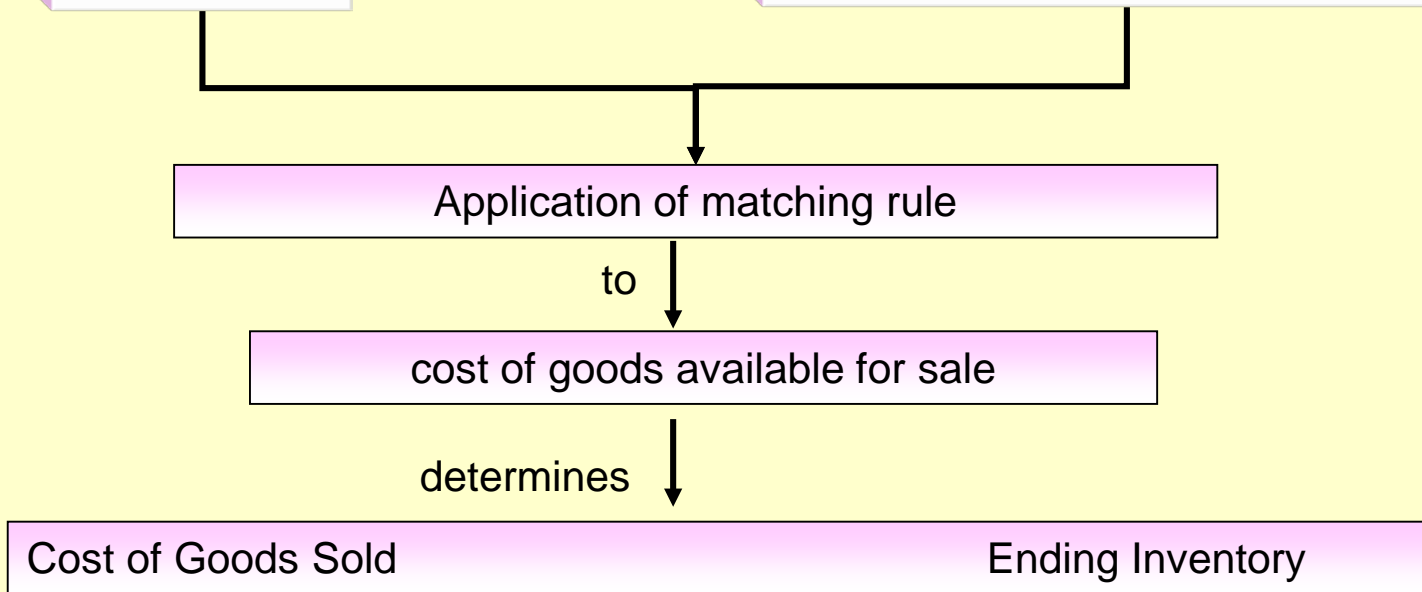 Application of matching rule
to
cost of goods available for sale
determines
Cost of Goods Sold Ending Inventory